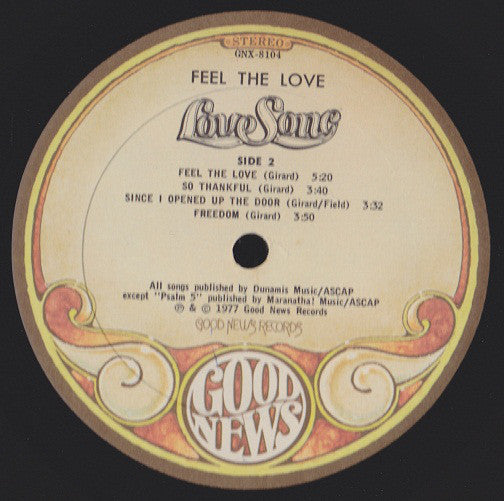 STEREO
GNX-8104
FEEL THE LOVE
Love Song
SIDE 2
FEEL THE LOVE (Girard) 5:20
SO THANKFUL (Girard) 3:40
SINCE I OPENED UP THE DOOR (Girard/Field) 3:32
FREEDOM (Girard) 3:50
All songs published by Dunamis Music/ASCAP
except "Psalm 5" published by Maranatha! Music/ASCAP
℗ & © 1977 Good News Records
GOOD NEWS RECORDS
GOOD
NEWS